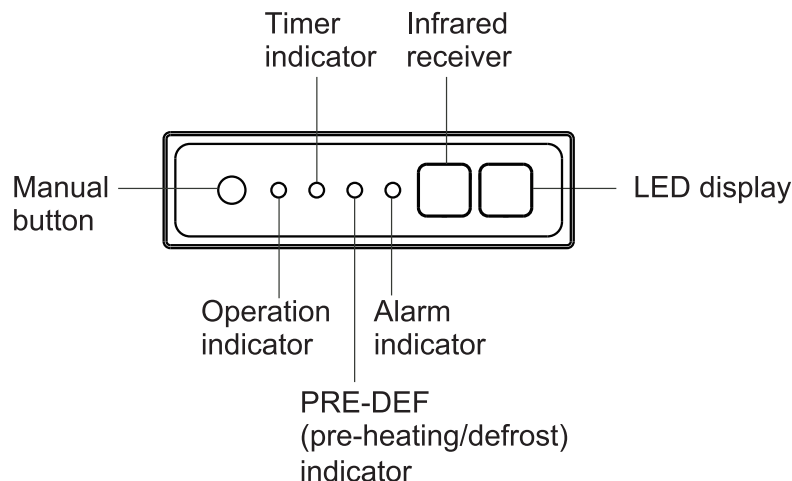 Timer
indicator
Infrared
receiver
Manual
button
LED display
Operation
indicator
Alarm
indicator
PRE-DEF
(pre-heating/defrost)
indicator